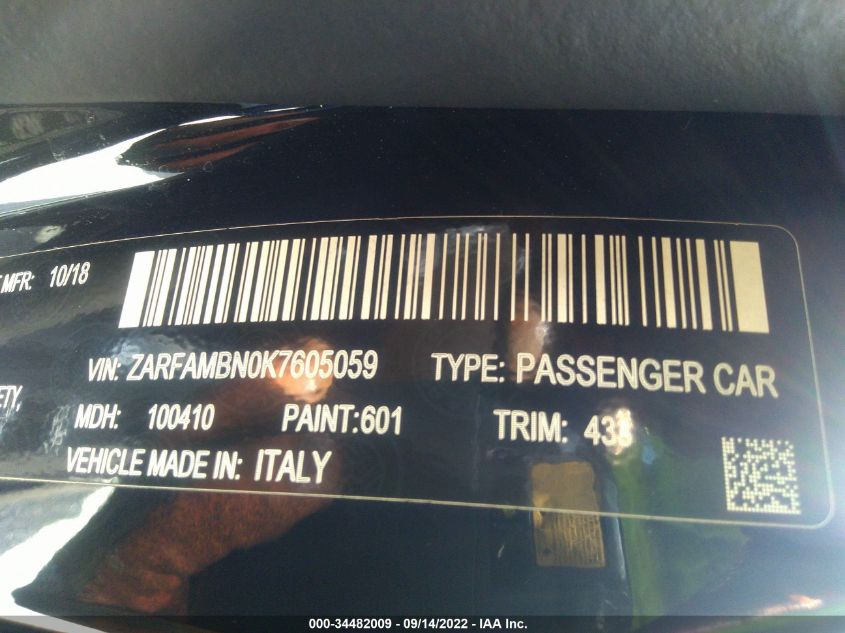 MFR: 10/18
VIN: ZARFAMBN0K7605059 TYPE: PASSENGER CAR
MDH: 100410 PAINT:601 TRIM:
VEHICLE MADE IN: ITALY
000-34482009 - 09/14/2022 - IAA Inc.